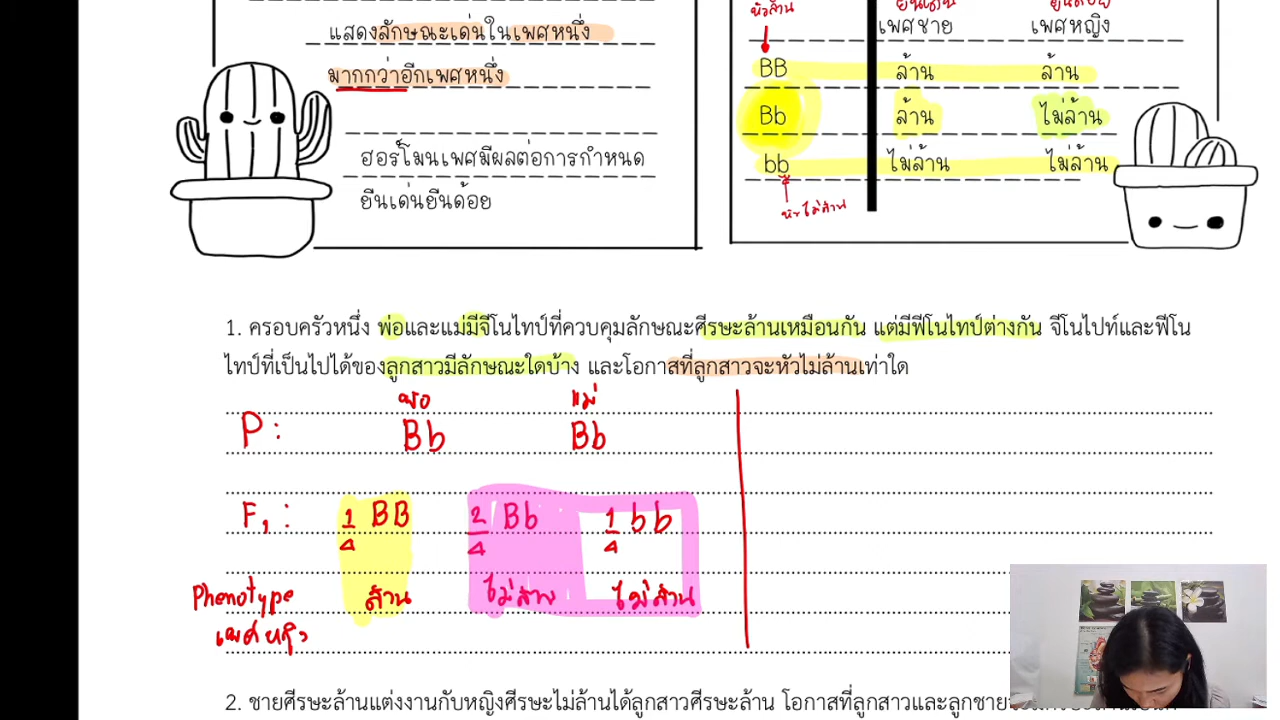 แสดงลักษณะเด่นในเพศหนึ่ง
มากกว่าอีกเพศหนึ่ง
ฮอร์โมนเพศมีผลต่อการกำหนด
ยีนเด่นยีนด้อย
หัวล้าน
เพศชาย เพศหญิง
BB ล้าน ล้าน
Bb ล้าน ไม่ล้าน
bb ไม่ล้าน ไม่ล้าน
หัวไม่ล้าน
1. ครอบครัวหนึ่ง พ่อและแม่มีจีโนไทป์ที่ควบคุมลักษณะศีรษะล้านเหมือนกัน แต่มีฟีโนไทป์ต่างกัน จีโนไปท์และฟีโน
ไทป์ที่เป็นไปได้ของลูกสาวมีลักษณะใดบ้าง และโอกาสที่ลูกสาวจะหัวไม่ล้านเท่าใด
พ่อ แม่
P: Bb Bb
F1: 1/4 BB 2/4 Bb 1/4 bb
Phenotype ล้าน ไม่ล้าน ไม่ล้าน
เพศหญิง
2. ชายศีรษะล้านแต่งงานกับหญิงศีรษะไม่ล้านได้ลูกสาวศีรษะล้าน โอกาสที่ลูกสาวและลูกชาย